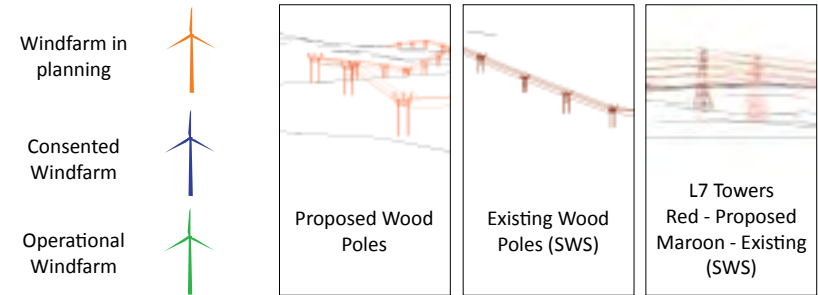 Windfarm in
planning
Consented
Windfarm
Operational
Windfarm
Proposed Wood
Poles
Existing Wood
Poles (SWS)
L7 Towers
Red - Proposed
Maroon - Existing
(SWS)